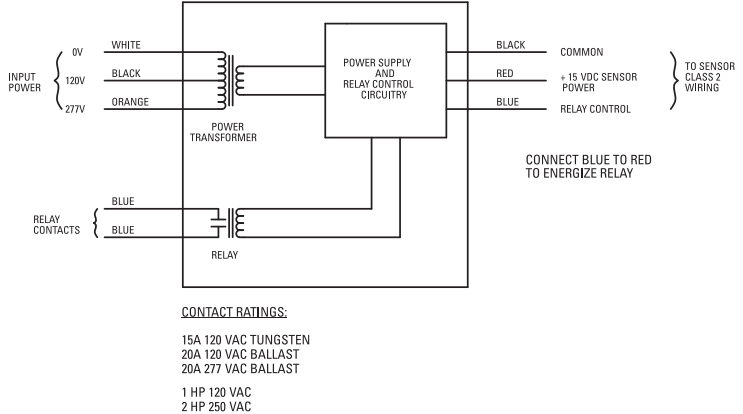 INPUT
POWER
0V
120V
277V
WHITE
BLACK
ORANGE
POWER
TRANSFORMER
POWER SUPPLY
AND
RELAY CONTROL
CIRCUITRY
BLACK
RED
BLUE
COMMON
+ 15 VDC SENSOR
POWER
RELAY CONTROL
TO SENSOR
CLASS 2
WIRING
CONNECT BLUE TO RED
TO ENERGIZE RELAY
RELAY
CONTACTS
BLUE
BLUE
RELAY
CONTACT RATINGS:
15A 120 VAC TUNGSTEN
20A 120 VAC BALLAST
20A 277 VAC BALLAST
1 HP 120 VAC
2 HP 250 VAC